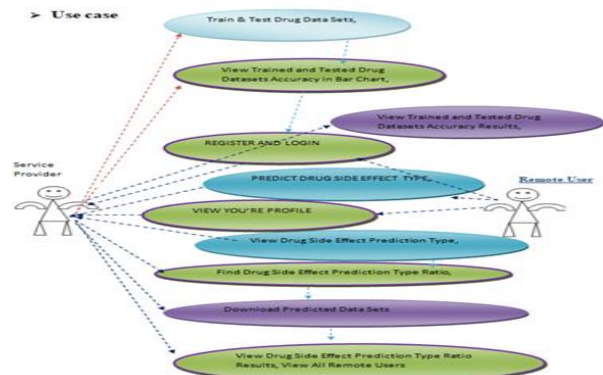 ➢ Use case
Train & Test Drug Data Sets,
View Trained and Tested Drug
Datasets Accuracy in Bar Chart,
View Trained and Tested Drug
Datasets Accuracy Results,
REGISTER AND LOGIN
Service
Provider
PREDICT DRUG SIDE EFFECT TYPE,
Remote User
VIEW YOU'RE PROFILE
View Drug Side Effect Prediction Type,
Find Drug Side Effect Prediction Type Ratio,
Download Predicted Data Sets
View Drug Side Effect Prediction Type Ratio
Results, View All Remote Users